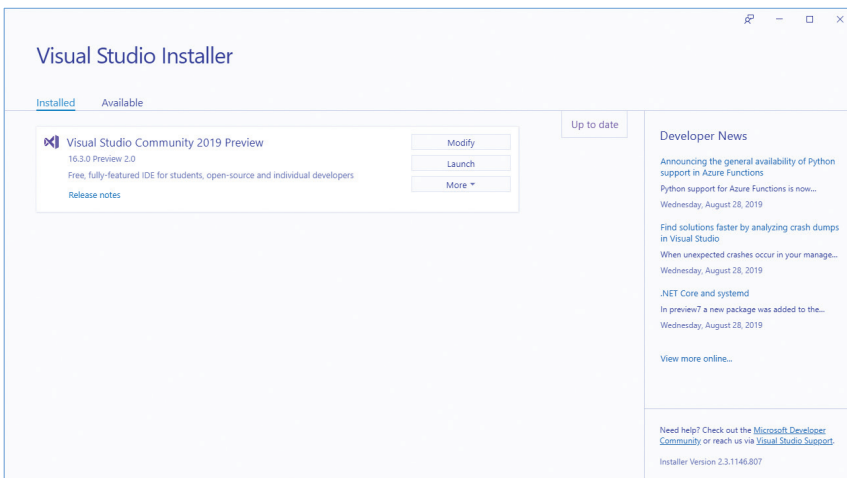 Visual Studio Installer
Installed Available
Up to date
Visual Studio Community 2019 Preview
16.3.0 Preview 2.0
Free, fully-featured IDE for students, open-source and individual developers
Release notes
Modify
Launch
More
Developer News
Announcing the general availability of Python
support in Azure Functions
Python support for Azure Functions is now...
Wednesday, August 28, 2019
Find solutions faster by analyzing crash dumps
in Visual Studio
When unexpected crashes occur in your manage...
Wednesday, August 28, 2019
.NET Core and systemd
In preview7 a new package was added to the...
Wednesday, August 28, 2019
View more online...
Need help? Check out the Microsoft Developer
Community or reach us via Visual Studio Support.
Installer Version 2.3.1146.807